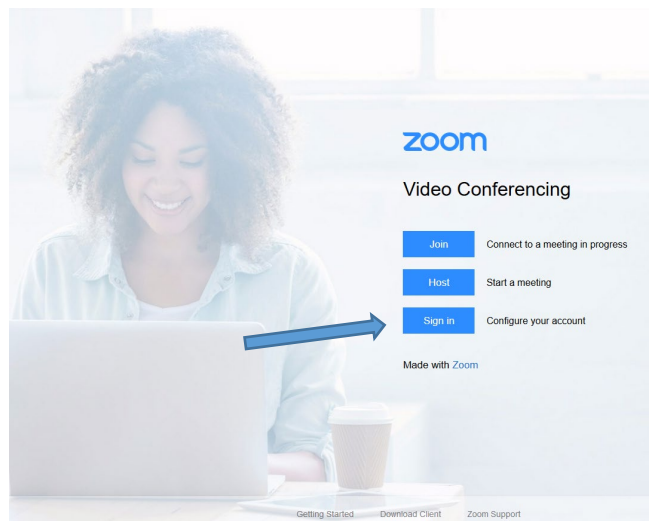 zoom
Video Conferencing
Join Connect to a meeting in progress
Host Start a meeting
Sign in Configure your account
Made with Zoom
Getting Started Download Client Zoom Support